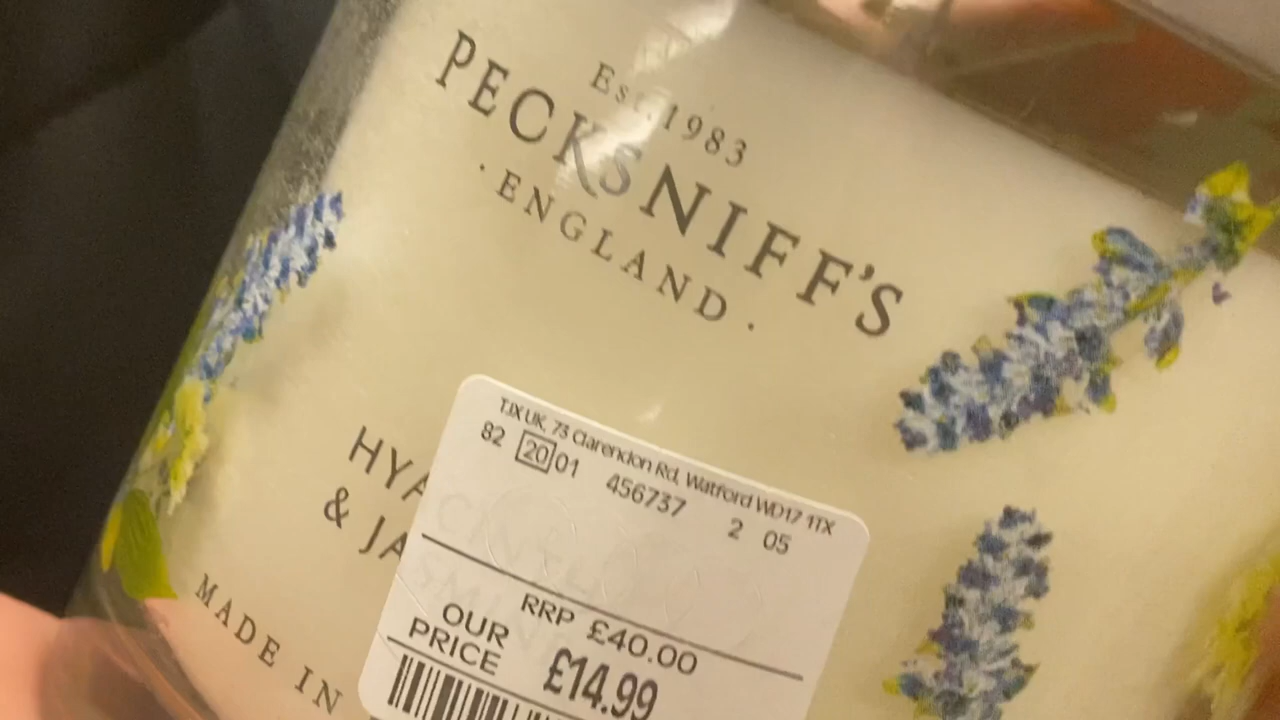 Est. 1983
PECKSNIFF'S
· ENGLAND ·
HYA
& JA
MADE IN
TJX UK, 73 Clarendon Rd, Watford WD17 1TX
82 20 01 456737 2 05
RRP £40.00
OUR PRICE £14.99